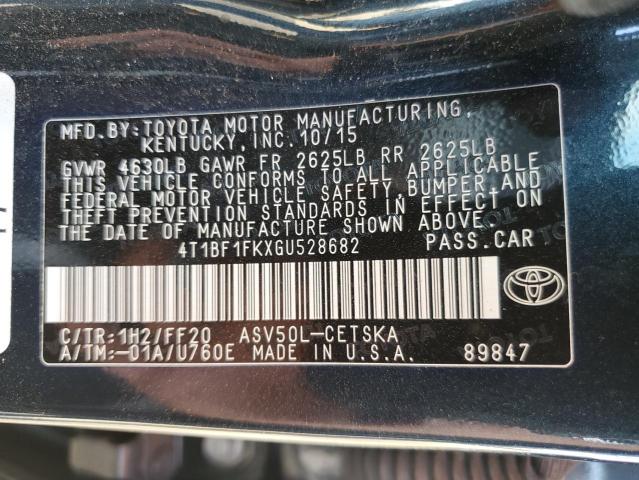 MFD.BY:TOYOTA MOTOR MANUFACTURING,
KENTUCKY,INC.10/15
GVWR 4630LB GAWR FR 2625LB RR 2625LB
THIS VEHICLE CONFORMS TO ALL APPLICABLE
FEDERAL MOTOR VEHICLE SAFETY,BUMPER,AND
THEFT PREVENTION STANDARDS IN EFFECT ON
THE DATE OF MANUFACTURE SHOWN ABOVE
4T1BF1FKXGU528682 PASS.CAR
C/TR:1H2/FF20 ASV50L-CETSKA
A/TM:-01A/U760E MADE IN U.S.A. 89847